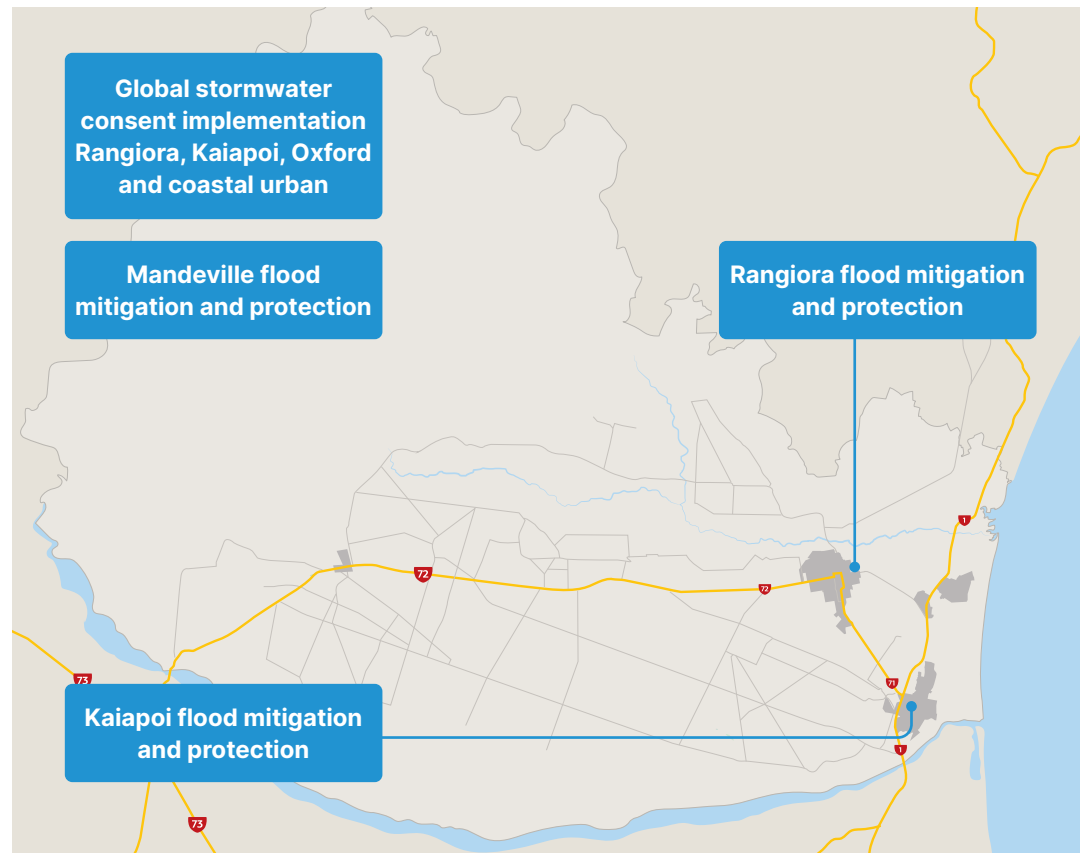 Global stormwater
consent implementation
Rangiora, Kaiapoi, Oxford
and coastal urban
Mandeville flood
mitigation and protection
Rangiora flood mitigation
and protection
1
72
72
71
73
Kaiapoi flood mitigation
and protection
1
73